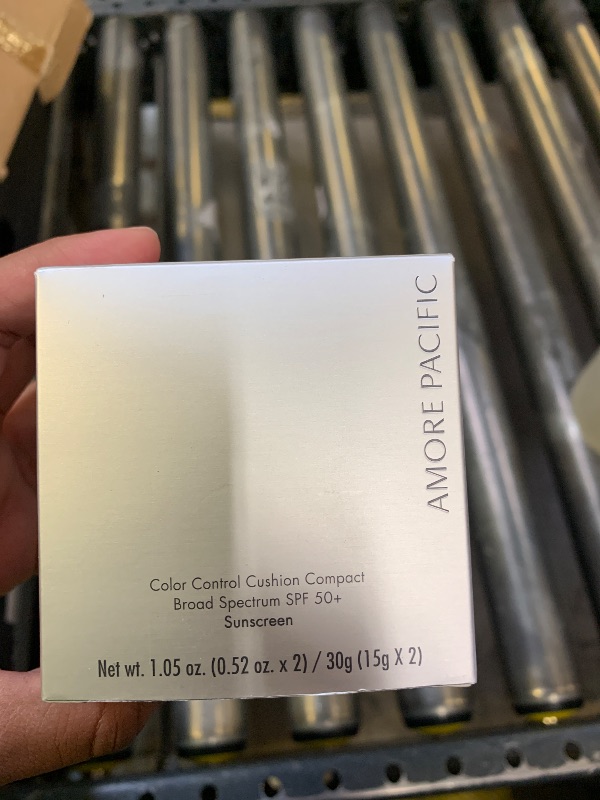 AMORE PACIFIC
Color Control Cushion Compact
Broad Spectrum SPF 50+
Sunscreen
Net wt. 1.05 oz. (0.52 oz. x 2) / 30g (15g X 2)